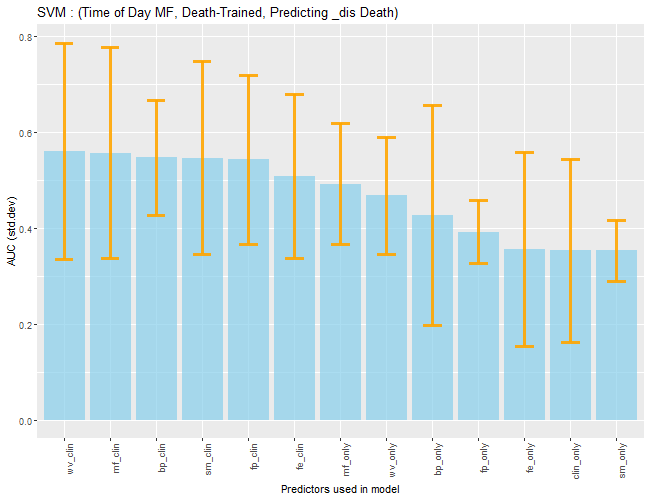 SVM : (Time of Day MF, Death-Trained, Predicting _dis Death)
AUC (std.dev)
0.8
0.6
0.4
0.2
0.0
wv_clin
mf_clin
bp_clin
sm_clin
fp_clin
fe_clin
mf_only
wv_only
bp_only
fp_only
fe_only
clin_only
sm_only
Predictors used in model